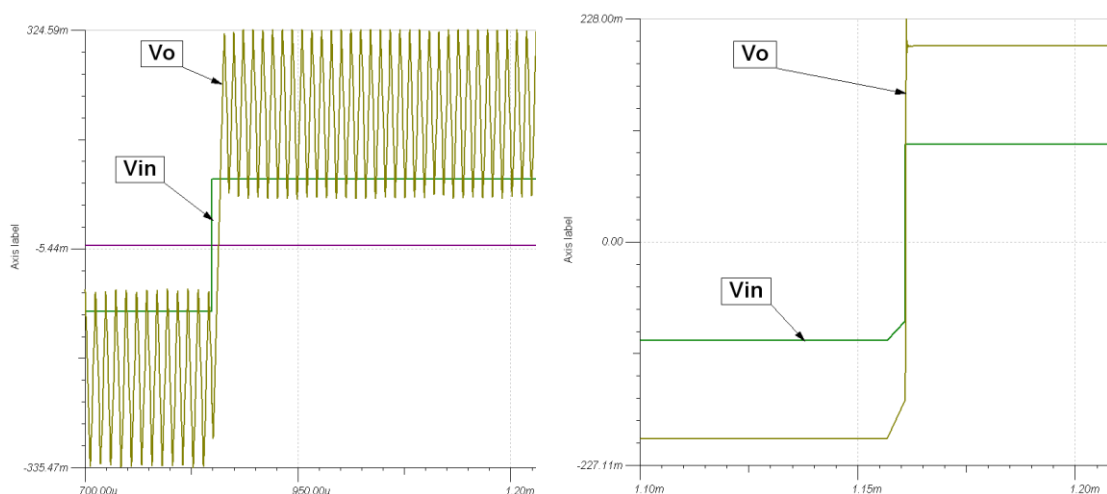 324.59m
Vo
Vin
Axis label
-5.44m
-335.47m
700.00u
950.00u
1.20m
228.00m
Vo
Axis label
0.00
Vin
-227.11m
1.10m
1.15m
1.20m